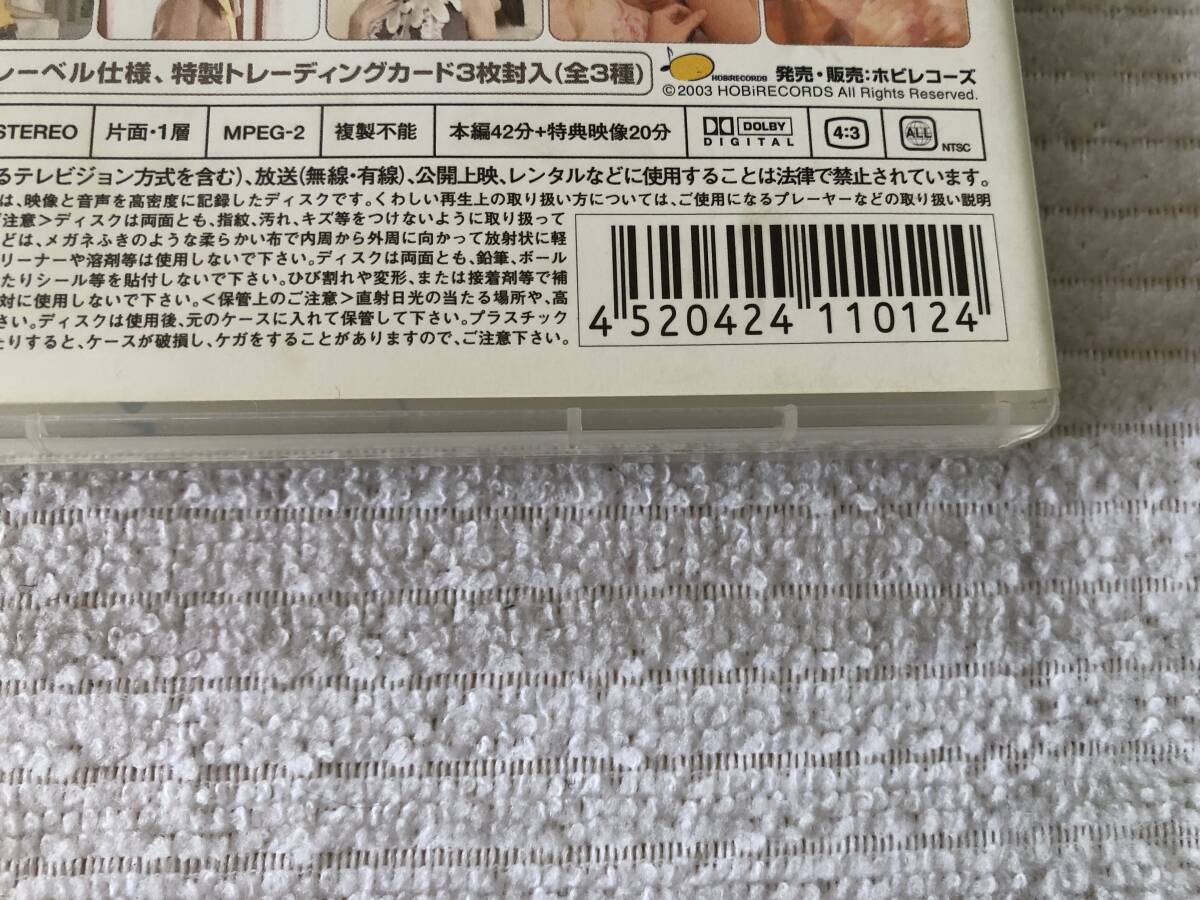 レーベル仕様、特製トレーディングカード3枚封入(全3種)
HOBiRECORDS 発売・販売:ホビレコーズ
©2003 HOBiRECORDS All Rights Reserved.
STEREO 片面・1層 MPEG-2 複製不能 本編42分+特典映像20分 DOLBY DIGITAL 4:3 ALL NTSC
るテレビジョン方式を含む)、放送(無線・有線)、公開上映、レンタルなどに使用することは法律で禁止されています。
は、映像と音声を高密度に記録したディスクです。くわしい再生上の取り扱い方については、ご使用になるプレーヤーなどの取り扱い説明
注意>ディスクは両面とも、指紋、汚れ、キズ等をつけないように取り扱って
どは、メガネふきのような柔らかい布で内周から外周に向かって放射状に軽
リーナーや溶剤等は使用しないで下さい。ディスクは両面とも、鉛筆、ボール
たりシール等を貼付しないで下さい。ひび割れや変形、または接着剤等で補
対に使用しないで下さい。<保管上のご注意>直射日光の当たる場所や、高
さい。ディスクは使用後、元のケースに入れて保管して下さい。プラスチック
たりすると、ケースが破損し、ケガをすることがありますので、ご注意下さい。
4 520424 110124